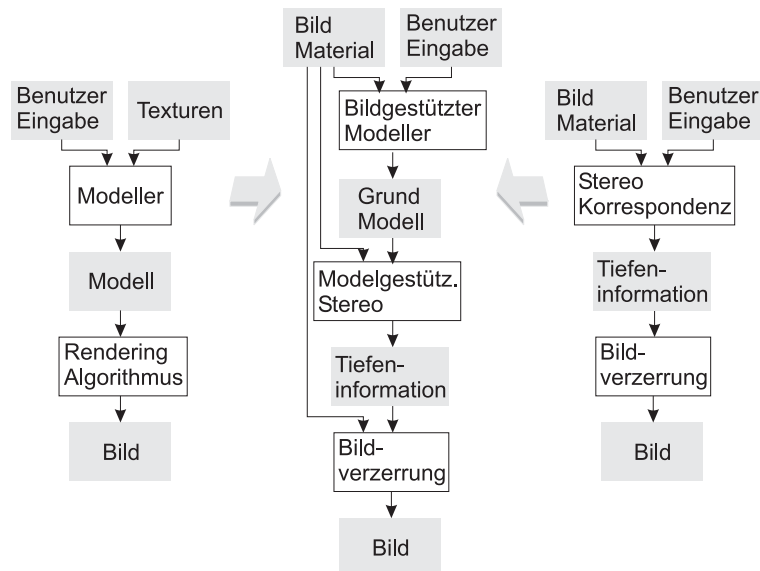 Benutzer
Eingabe
Texturen
Modeller
Modell
Rendering
Algorithmus
Bild
Bild
Material
Benutzer
Eingabe
Bildgestützter
Modeller
Grund
Modell
Modelgestütz.
Stereo
Tiefen-
information
Bild-
verzerrung
Bild
Bild
Material
Benutzer
Eingabe
Stereo
Korrespondenz
Tiefen-
information
Bild-
verzerrung
Bild